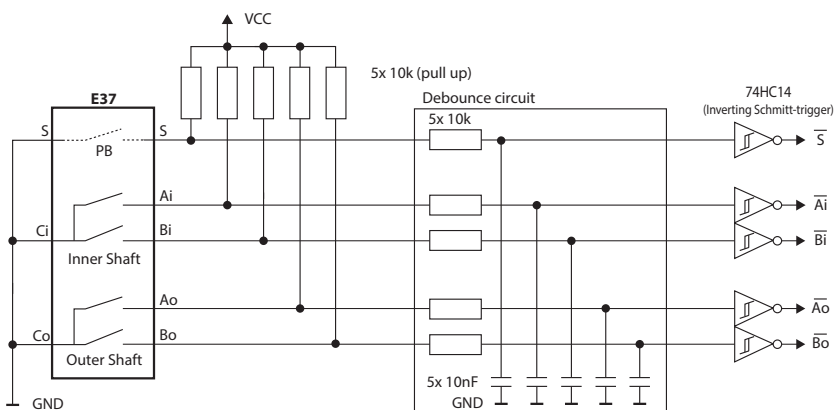 VCC
5x 10k (pull up)
E37
Debounce circuit
74HC14
(Inverting Schmitt-trigger)
S
S
5x 10k
S̅
PB
Ai
A̅i̅
Ci
Bi
B̅i̅
Inner Shaft
Ao
A̅o̅
Co
Bo
B̅o̅
Outer Shaft
5x 10nF
GND
GND